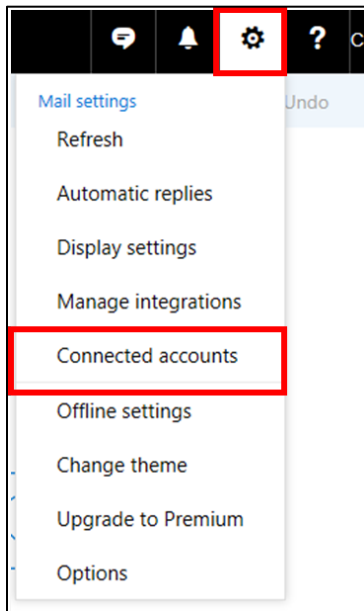 ? C
Mail settings
Undo
Refresh
Automatic replies
Display settings
Manage integrations
Connected accounts
Offline settings
Change theme
Upgrade to Premium
Options